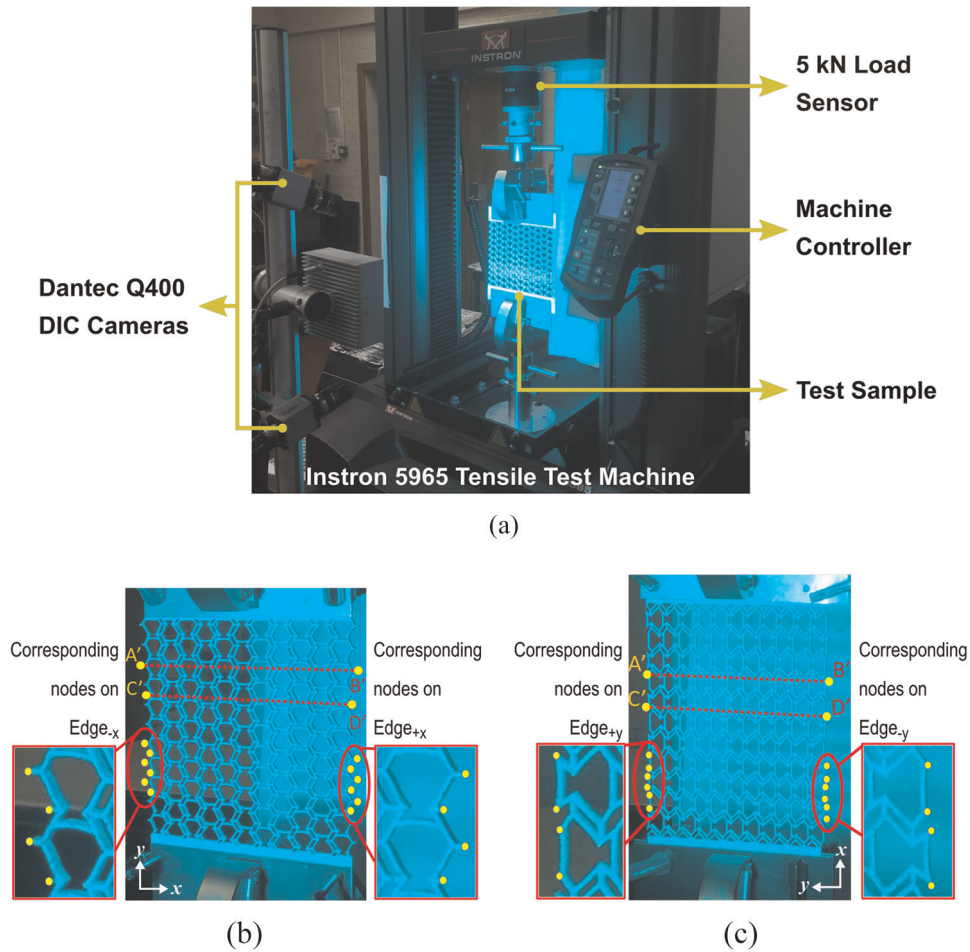 INSTRON
5 kN Load
Sensor
Machine
Controller
Dantec Q400
DIC Cameras
Test Sample
Instron 5965 Tensile Test Machine
(a)
Corresponding
nodes on
Edge-x
A'
B'
C'
D'
Corresponding
nodes on
Edge+x
y
x
(b)
Corresponding
nodes on
Edge+y
A'
B'
C'
D'
Corresponding
nodes on
Edge-y
x
y
(c)